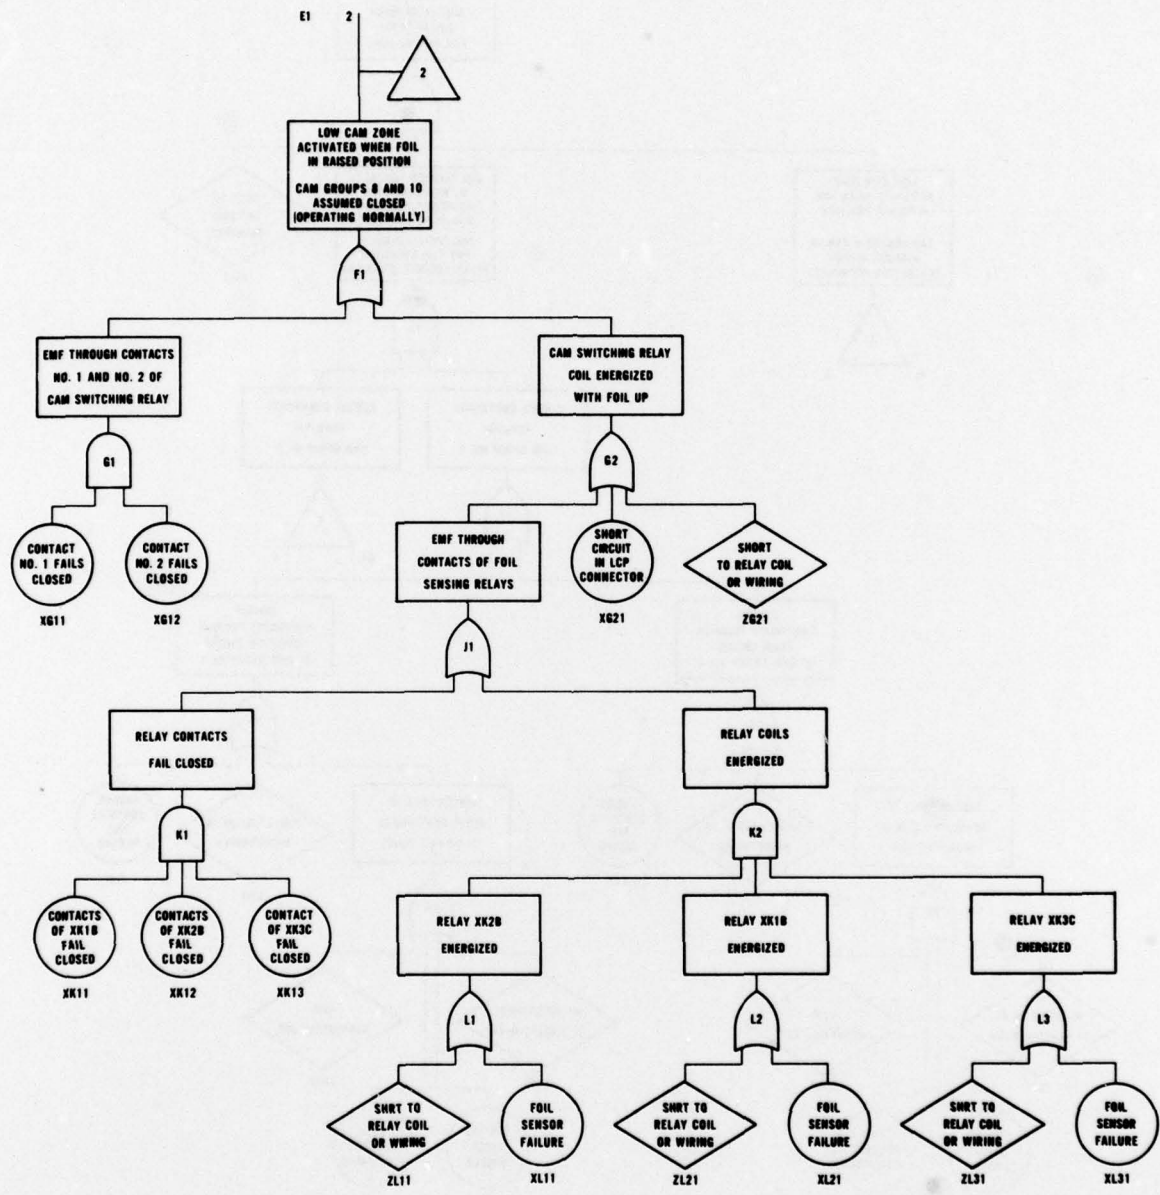 E1 2
2
LOW CAM ZONE
ACTIVATED WHEN FOIL
IN RAISED POSITION
CAM GROUPS 8 AND 10
ASSUMED CLOSED
(OPERATING NORMALLY)
F1
EMF THROUGH CONTACTS
NO. 1 AND NO. 2 OF
CAM SWITCHING RELAY
CAM SWITCHING RELAY
COIL ENERGIZED
WITH FOIL UP
G1
G2
CONTACT
NO. 1 FAILS
CLOSED
XG11
CONTACT
NO. 2 FAILS
CLOSED
XG12
EMF THROUGH
CONTACTS OF FOIL
SENSING RELAYS
SHORT
CIRCUIT
IN LCP
CONNECTOR
XG21
SHORT
TO RELAY COIL
OR WIRING
ZG21
J1
RELAY CONTACTS
FAIL CLOSED
RELAY COILS
ENERGIZED
K1
K2
CONTACTS
OF XK1B
FAIL
CLOSED
XK11
CONTACTS
OF XK2B
FAIL
CLOSED
XK12
CONTACT
OF XK3C
FAIL
CLOSED
XK13
RELAY XK2B
ENERGIZED
RELAY XK1B
ENERGIZED
RELAY XK3C
ENERGIZED
L1
L2
L3
SHRT TO
RELAY COIL
OR WIRING
ZL11
FOIL
SENSOR
FAILURE
XL11
SHRT TO
RELAY COIL
OR WIRING
ZL21
FOIL
SENSOR
FAILURE
XL21
SHRT TO
RELAY COIL
OR WIRING
ZL31
FOIL
SENSOR
FAILURE
XL31